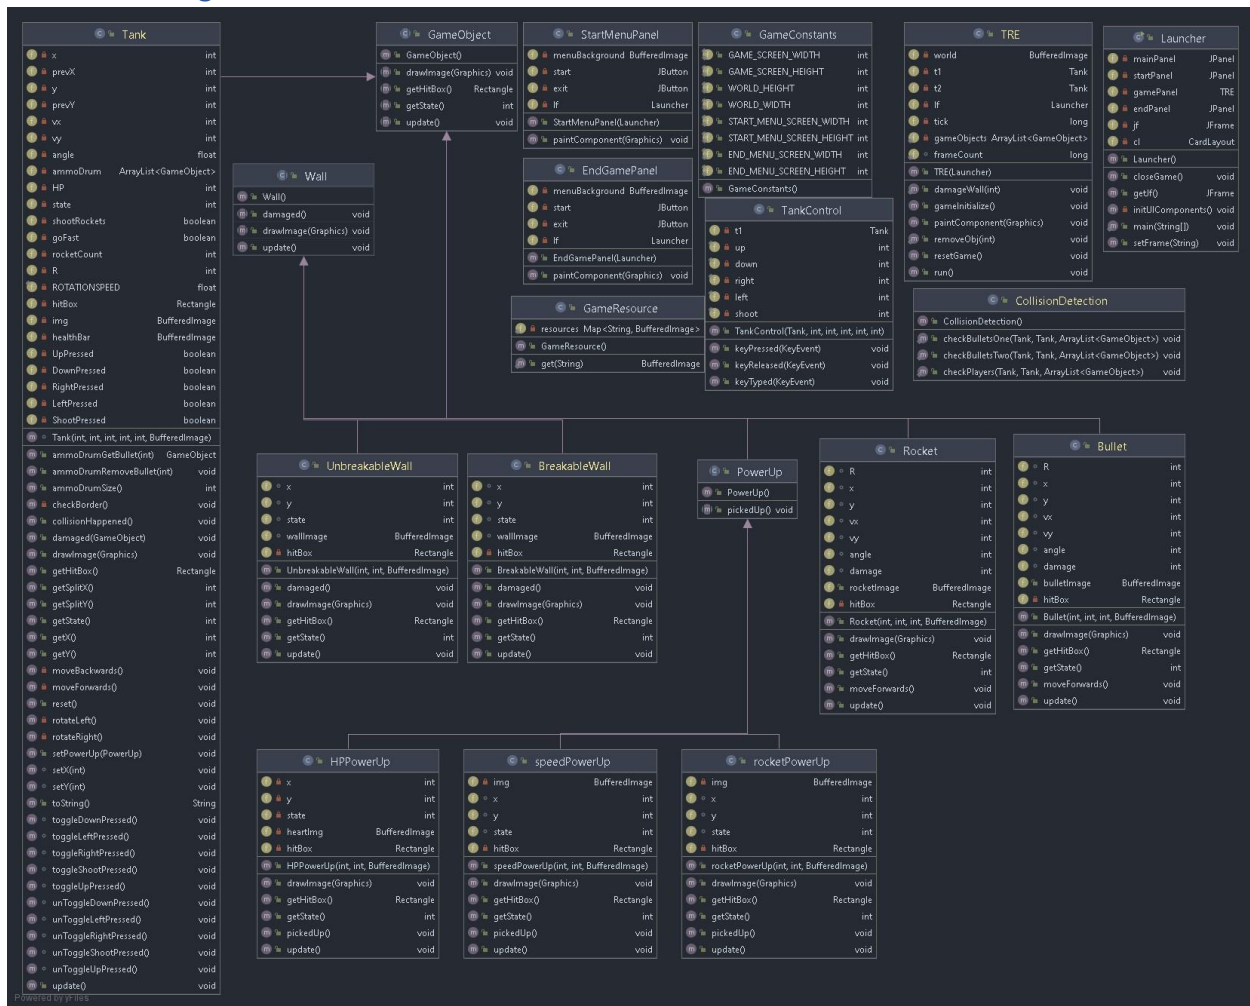 Tank
x int
prevX int
y int
prevY int
vx int
vy int
angle float
ammoDrum ArrayList<GameObject>
HP int
state int
shootRockets boolean
goFast boolean
rocketCount int
R int
ROTATIONSPEED float
hitBox Rectangle
img BufferedImage
healthBar BufferedImage
UpPressed boolean
DownPressed boolean
RightPressed boolean
LeftPressed boolean
ShootPressed boolean
Tank(int, int, int, int, int, BufferedImage)
ammoDrumGetBullet(int) GameObject
ammoDrumRemoveBullet(int) void
ammoDrumSize() int
checkBorder() void
collisionHappened() void
damaged(GameObject) void
drawImage(Graphics) void
getHitBox() Rectangle
getSplitX() int
getSplitY() int
getState() int
getX() int
getY() int
moveBackwards() void
moveForwards() void
reset() void
rotateLeft() void
rotateRight() void
setPowerUp(PowerUp) void
setX(int) void
setY(int) void
toString() String
toggleDownPressed() void
toggleLeftPressed() void
toggleRightPressed() void
toggleShootPressed() void
toggleUpPressed() void
unToggleDownPressed() void
unToggleLeftPressed() void
unToggleRightPressed() void
unToggleShootPressed() void
unToggleUpPressed() void
update() void
Powered by yFiles
GameObject
GameObject()
drawImage(Graphics) void
getHitBox() Rectangle
getState() int
update() void
Wall
Wall()
damaged() void
drawImage(Graphics) void
update() void
StartMenuPanel
menuBackground BufferedImage
start JButton
exit JButton
lf Launcher
StartMenuPanel(Launcher)
paintComponent(Graphics) void
EndGamePanel
menuBackground BufferedImage
start JButton
exit JButton
lf Launcher
EndGamePanel(Launcher)
paintComponent(Graphics) void
GameResource
resources Map<String, BufferedImage>
GameResource()
get(String) BufferedImage
GameConstants
GAME_SCREEN_WIDTH int
GAME_SCREEN_HEIGHT int
WORLD_HEIGHT int
WORLD_WIDTH int
START_MENU_SCREEN_WIDTH int
START_MENU_SCREEN_HEIGHT int
END_MENU_SCREEN_WIDTH int
END_MENU_SCREEN_HEIGHT int
GameConstants()
TankControl
t1 Tank
up int
down int
right int
left int
shoot int
TankControl(Tank, int, int, int, int, int)
keyPressed(KeyEvent) void
keyReleased(KeyEvent) void
keyTyped(KeyEvent) void
TRE
world BufferedImage
t1 Tank
t2 Tank
lf Launcher
tick long
gameObjects ArrayList<GameObject>
frameCount long
TRE(Launcher)
damageWall(int) void
gameInitialize() void
paintComponent(Graphics) void
removeObj(int) void
resetGame() void
run() void
Launcher
mainPanel JPanel
startPanel JPanel
gamePanel TRE
endPanel JPanel
jf JFrame
cl CardLayout
Launcher()
closeGame() void
getJf() JFrame
initUIComponents() void
main(String[]) void
setFrame(String) void
CollisionDetection
CollisionDetection()
checkBulletsOne(Tank, Tank, ArrayList<GameObject>) void
checkBulletsTwo(Tank, Tank, ArrayList<GameObject>) void
checkPlayers(Tank, Tank, ArrayList<GameObject>) void
UnbreakableWall
x int
y int
state int
wallImage BufferedImage
hitBox Rectangle
UnbreakableWall(int, int, BufferedImage)
damaged() void
drawImage(Graphics) void
getHitBox() Rectangle
getState() int
update() void
BreakableWall
x int
y int
state int
wallImage BufferedImage
hitBox Rectangle
BreakableWall(int, int, BufferedImage)
damaged() void
drawImage(Graphics) void
getHitBox() Rectangle
getState() int
update() void
PowerUp
PowerUp()
pickedUp() void
Rocket
R int
x int
y int
vx int
vy int
angle int
damage int
rocketImage BufferedImage
hitBox Rectangle
Rocket(int, int, int, BufferedImage)
drawImage(Graphics) void
getHitBox() Rectangle
getState() int
moveForwards() void
update() void
Bullet
R int
x int
y int
vx int
vy int
angle int
damage int
bulletImage BufferedImage
hitBox Rectangle
Bullet(int, int, int, BufferedImage)
drawImage(Graphics) void
getHitBox() Rectangle
getState() int
moveForwards() void
update() void
HPPowerUp
x int
y int
state int
heartImg BufferedImage
hitBox Rectangle
HPPowerUp(int, int, BufferedImage)
drawImage(Graphics) void
getHitBox() Rectangle
getState() int
pickedUp() void
update() void
speedPowerUp
img BufferedImage
x int
y int
state int
hitBox Rectangle
speedPowerUp(int, int, BufferedImage)
drawImage(Graphics) void
getHitBox() Rectangle
getState() int
pickedUp() void
update() void
rocketPowerUp
img BufferedImage
x int
y int
state int
hitBox Rectangle
rocketPowerUp(int, int, BufferedImage)
drawImage(Graphics) void
getHitBox() Rectangle
getState() int
pickedUp() void
update() void